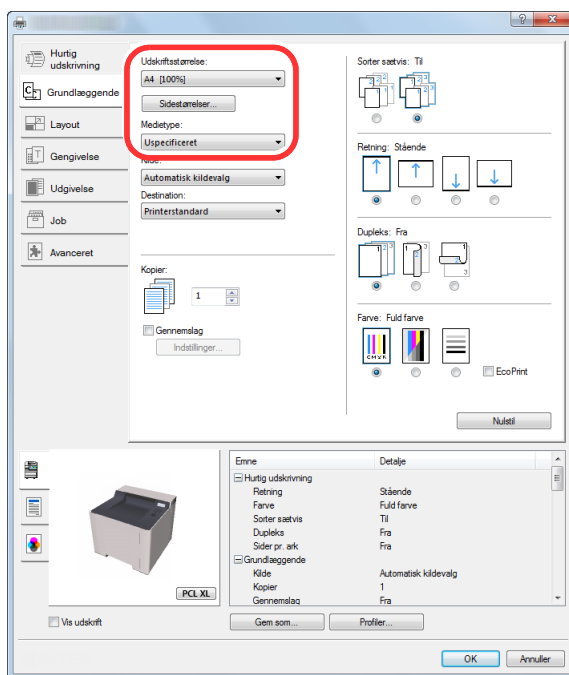 Hurtig
udskrivning
Grundlæggende
Layout
Gengivelse
Udgivelse
Job
Avanceret
Udskriftsstørrelse:
A4 [100%]
Sidestørrelser...
Medietype:
Uspecificeret
Kilde:
Automatisk kildevalg
Destination:
Printerstandard
Kopier:
1
Gennemslag
Indstillinger...
Sorter sætvis: Til
Retning: Stående
Dupleks: Fra
Farve: Fuld farve
CMYK
EcoPrint
Nulstil
PCL XL
Vis udskrift
Emne Detalje
Hurtig udskrivning
Retning Stående
Farve Fuld farve
Sorter sætvis Til
Dupleks Fra
Sider pr. ark Fra
Grundlæggende
Kilde Automatisk kildevalg
Kopier 1
Gennemslag Fra
Gem som... Profiler...
OK Annuller